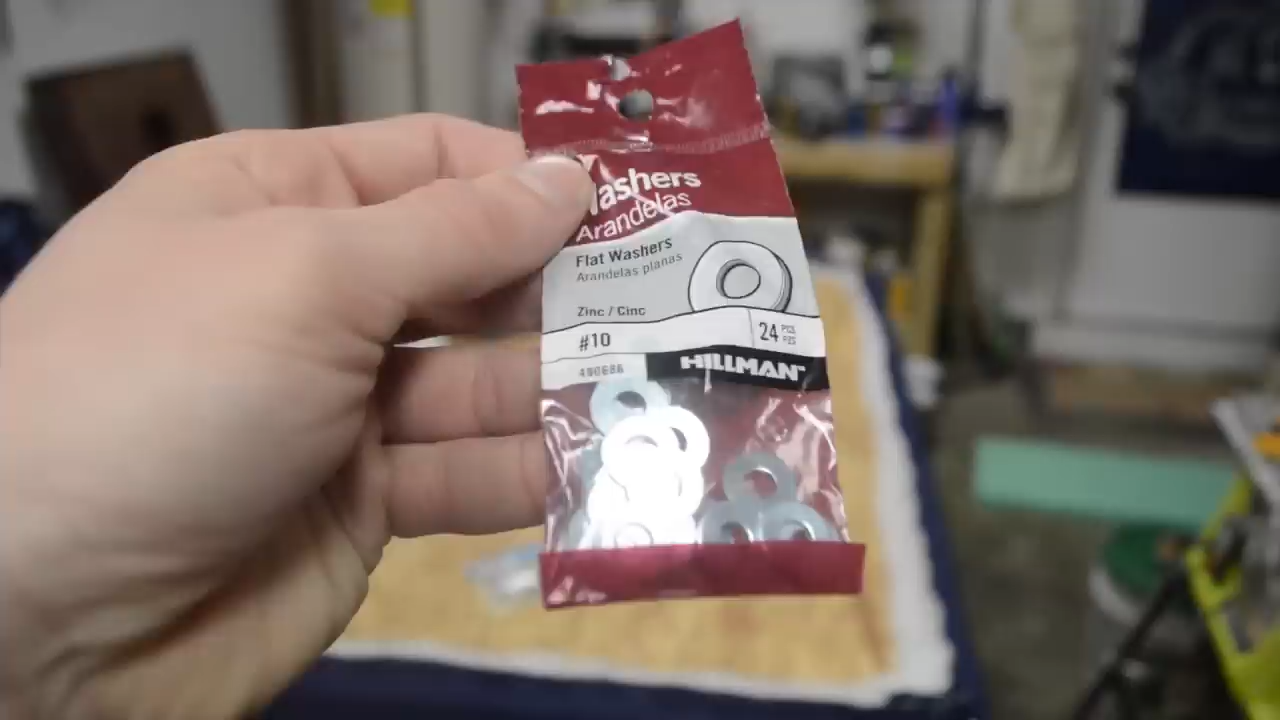 Washers
Arandelas
Flat Washers
Arandelas planas
Zinc / Cinc
#10
24 PCS
PZS
490686
HILLMAN